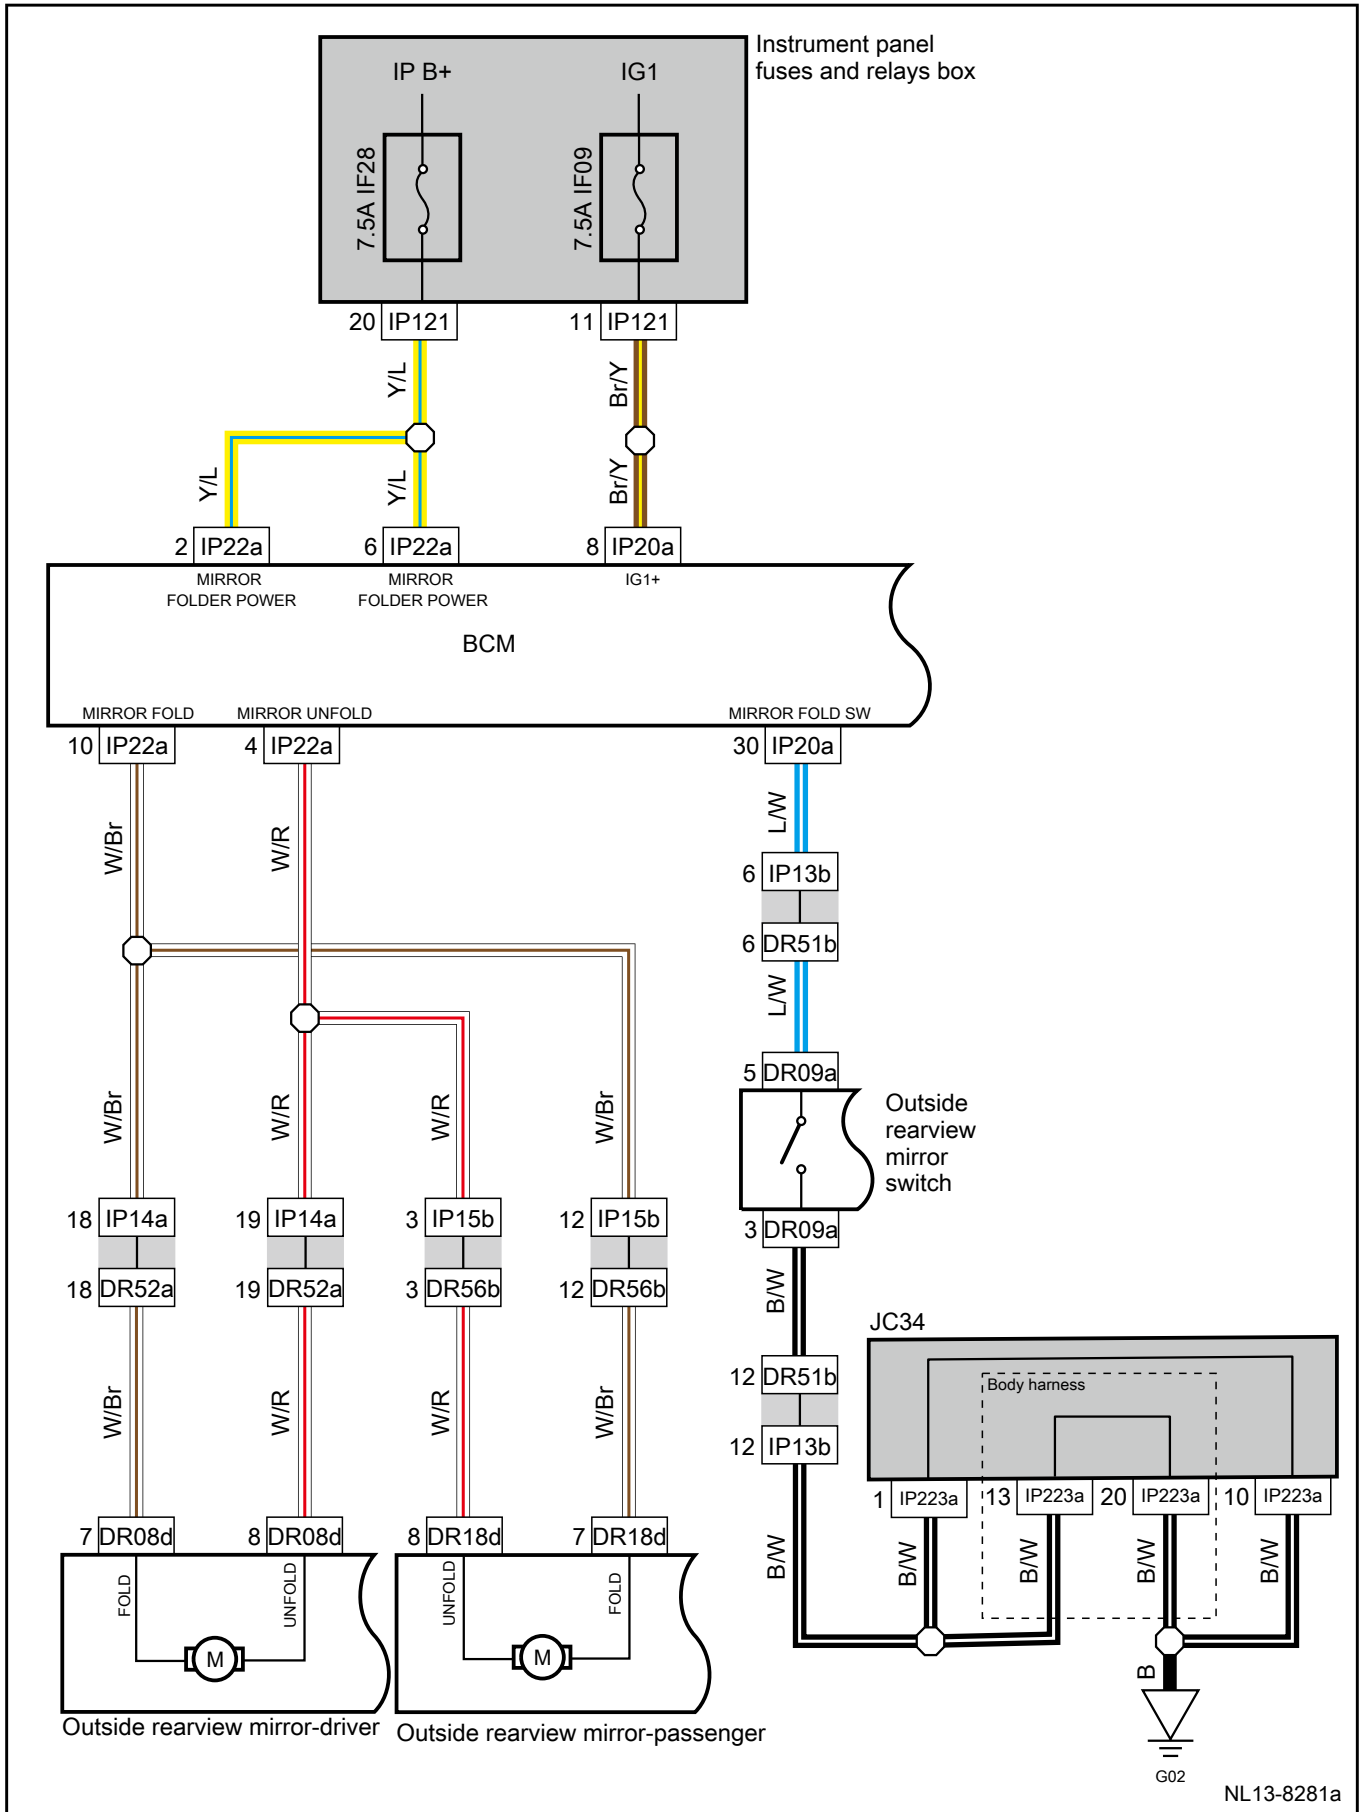 Instrument panel
fuses and relays box
IP B+
IG1
7.5A IF28
7.5A IF09
20 IP121
11 IP121
Y/L
Br/Y
Y/L
Y/L
Br/Y
2 IP22a
6 IP22a
8 IP20a
MIRROR
FOLDER POWER
MIRROR
FOLDER POWER
IG1+
BCM
MIRROR FOLD
MIRROR UNFOLD
MIRROR FOLD SW
10 IP22a
4 IP22a
30 IP20a
W/Br
W/R
L/W
6 IP13b
6 DR51b
L/W
5 DR09a
Outside
rearview
mirror
switch
W/Br
W/R
W/R
W/Br
18 IP14a
19 IP14a
3 IP15b
12 IP15b
3 DR09a
18 DR52a
19 DR52a
3 DR56b
12 DR56b
B/W
JC34
Body harness
12 DR51b
12 IP13b
W/Br
W/R
W/R
W/Br
1 IP223a
13 IP223a
20 IP223a
10 IP223a
7 DR08d
8 DR08d
8 DR18d
7 DR18d
B/W
B/W
B/W
B/W
B/W
FOLD
UNFOLD
UNFOLD
FOLD
M
M
B
Outside rearview mirror-driver
Outside rearview mirror-passenger
G02
NL13-8281a